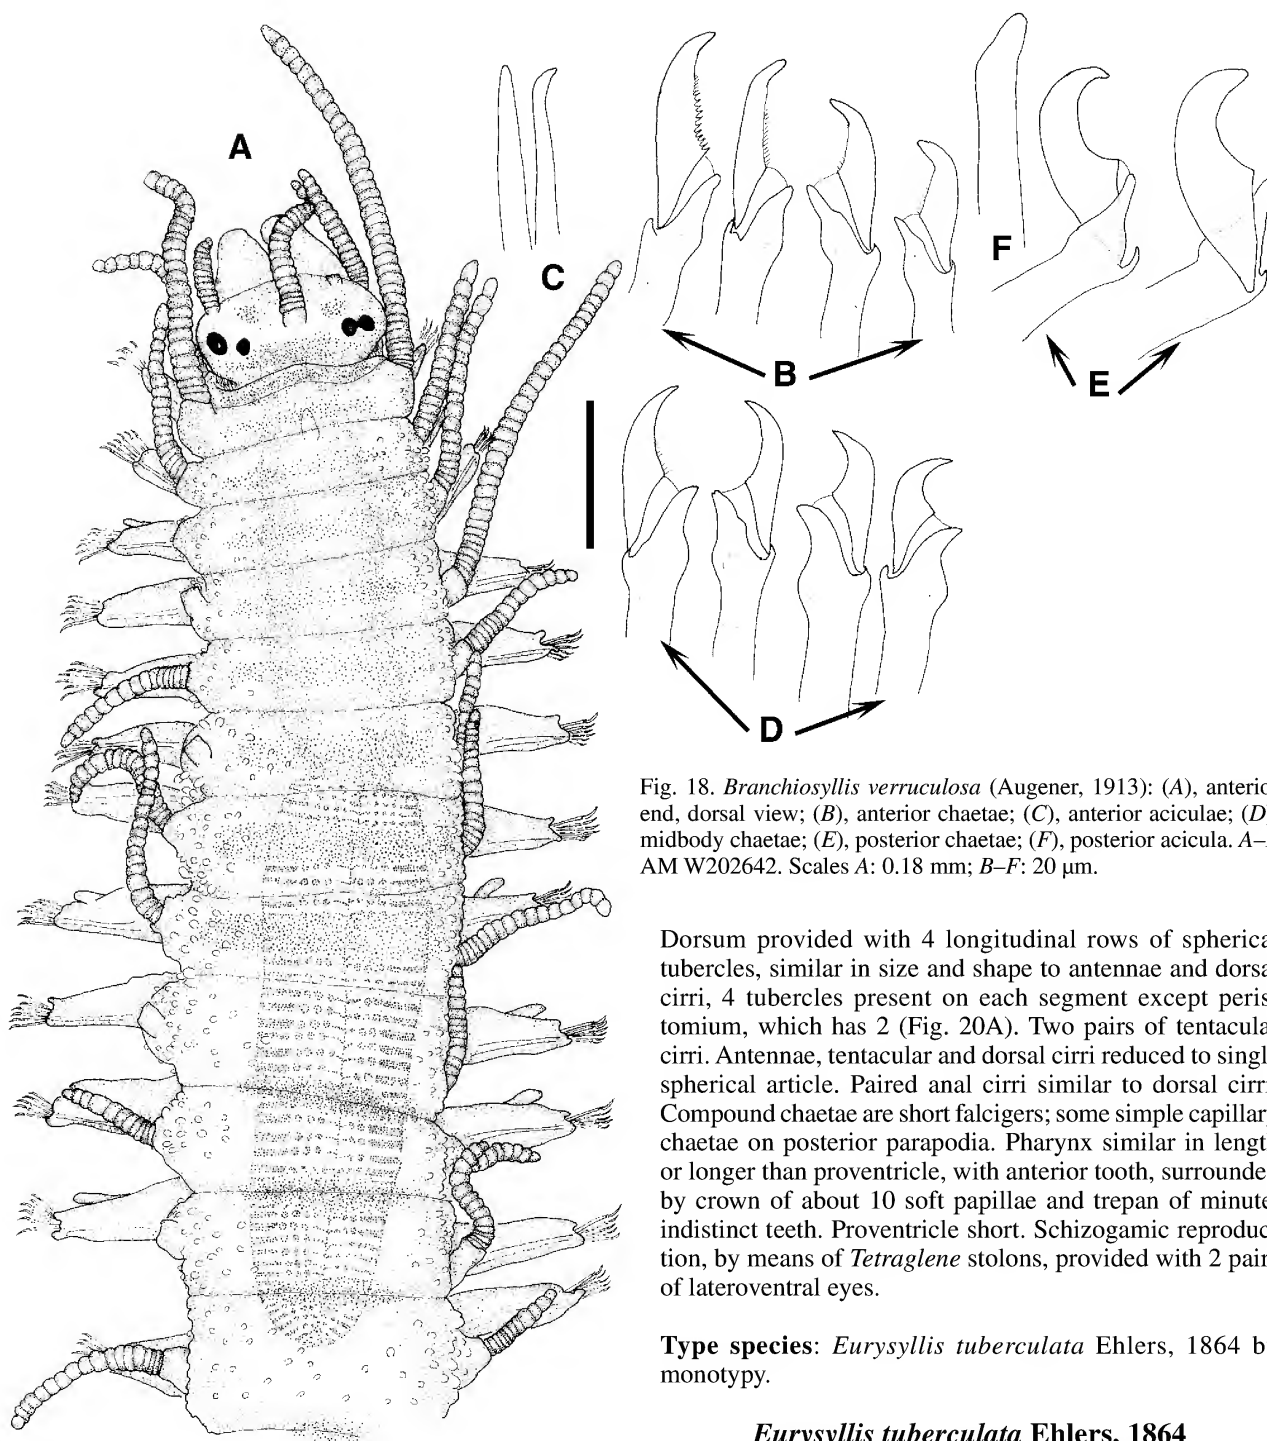 A
C
F
B
E
D
Fig. 18. Branchiosyllis verruculosa (Augener, 1913): (A), anterio
end, dorsal view; (B), anterior chaetae; (C), anterior aciculae; (D
midbody chaetae; (E), posterior chaetae; (F), posterior acicula. A–
AM W202642. Scales A: 0.18 mm; B–F: 20 µm.
Dorsum provided with 4 longitudinal rows of spherica
tubercles, similar in size and shape to antennae and dorsa
cirri, 4 tubercles present on each segment except peris
tomium, which has 2 (Fig. 20A). Two pairs of tentacula
cirri. Antennae, tentacular and dorsal cirri reduced to singl
spherical article. Paired anal cirri similar to dorsal cirri
Compound chaetae are short falcigers; some simple capillary
chaetae on posterior parapodia. Pharynx similar in lengt
or longer than proventricle, with anterior tooth, surrounde
by crown of about 10 soft papillae and trepan of minute
indistinct teeth. Proventricle short. Schizogamic reproduc
tion, by means of Tetraglene stolons, provided with 2 pair
of lateroventral eyes.
Type species: Eurysyllis tuberculata Ehlers, 1864 b
monotypy.
Eurysyllis tuberculata Ehlers, 1864